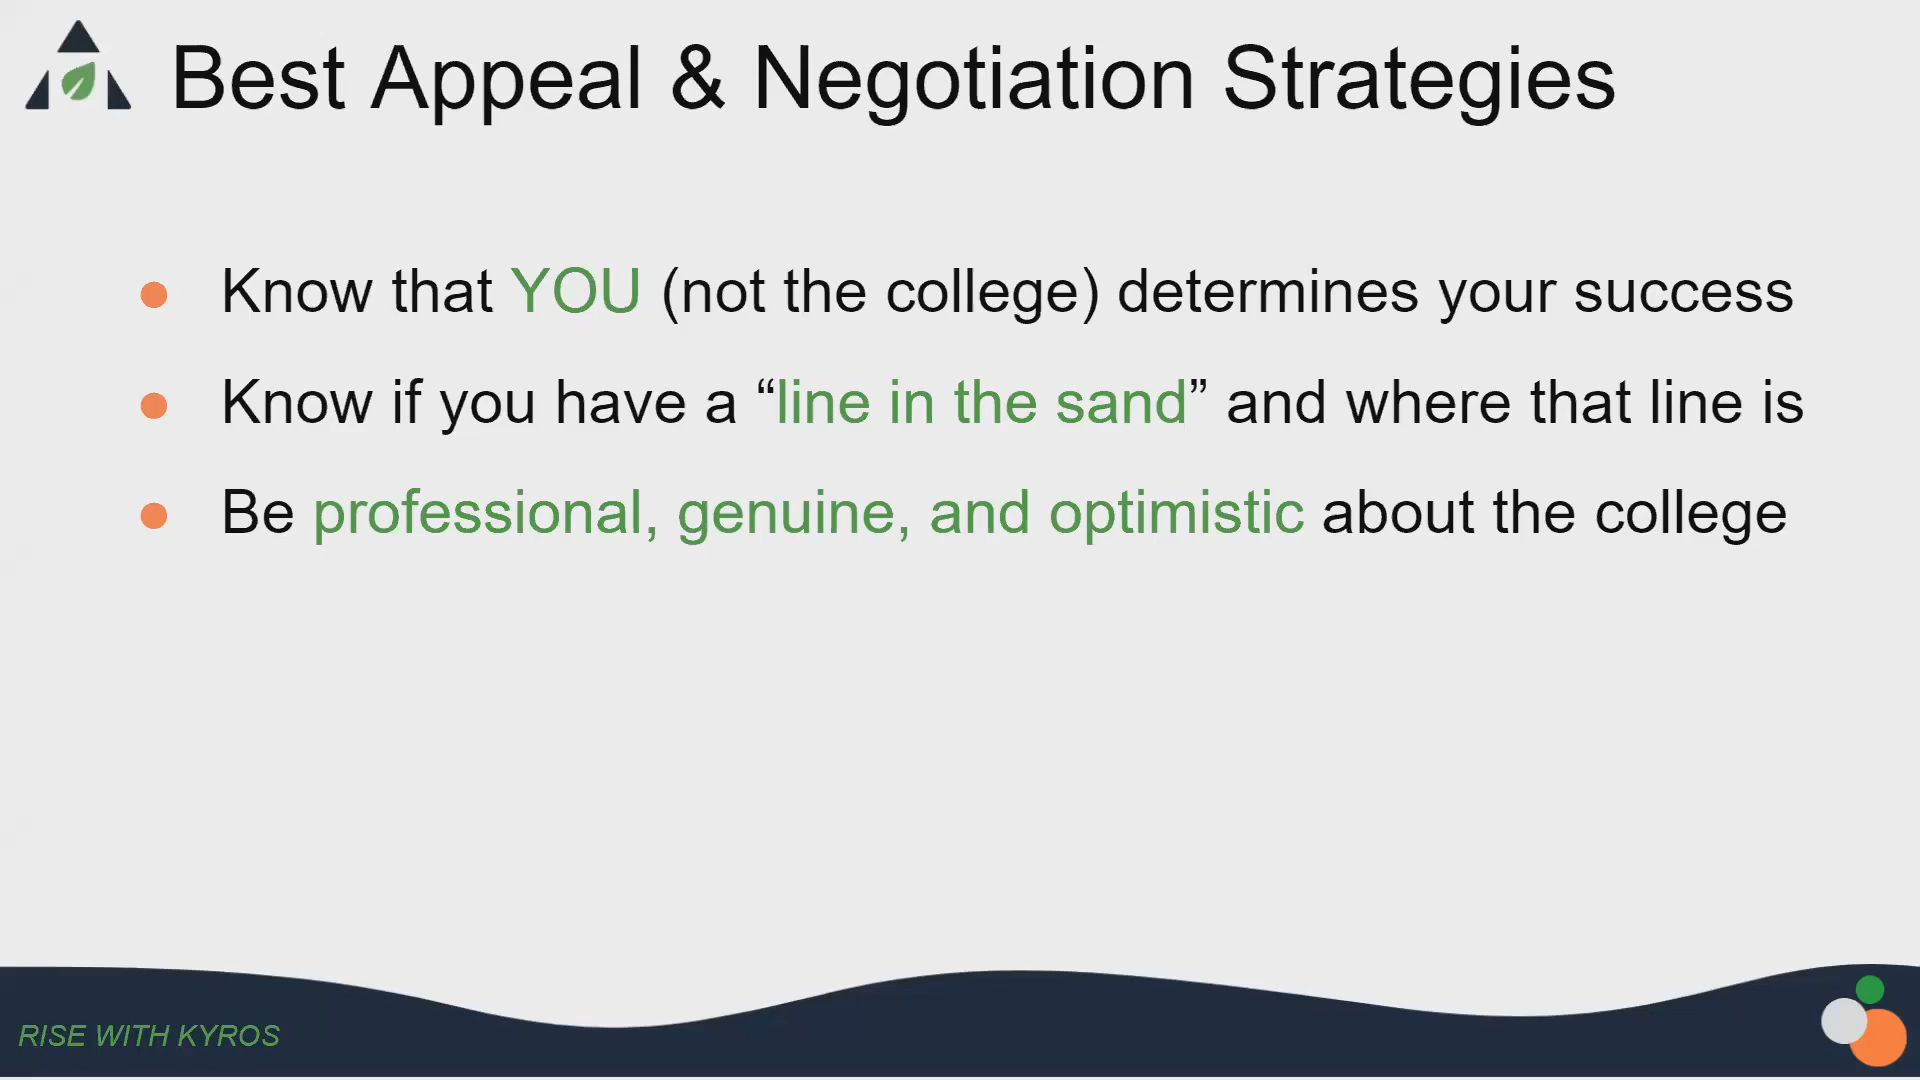 Best Appeal & Negotiation Strategies
● Know that YOU (not the college) determines your success
● Know if you have a “line in the sand” and where that line is
● Be professional, genuine, and optimistic about the college
RISE WITH KYROS